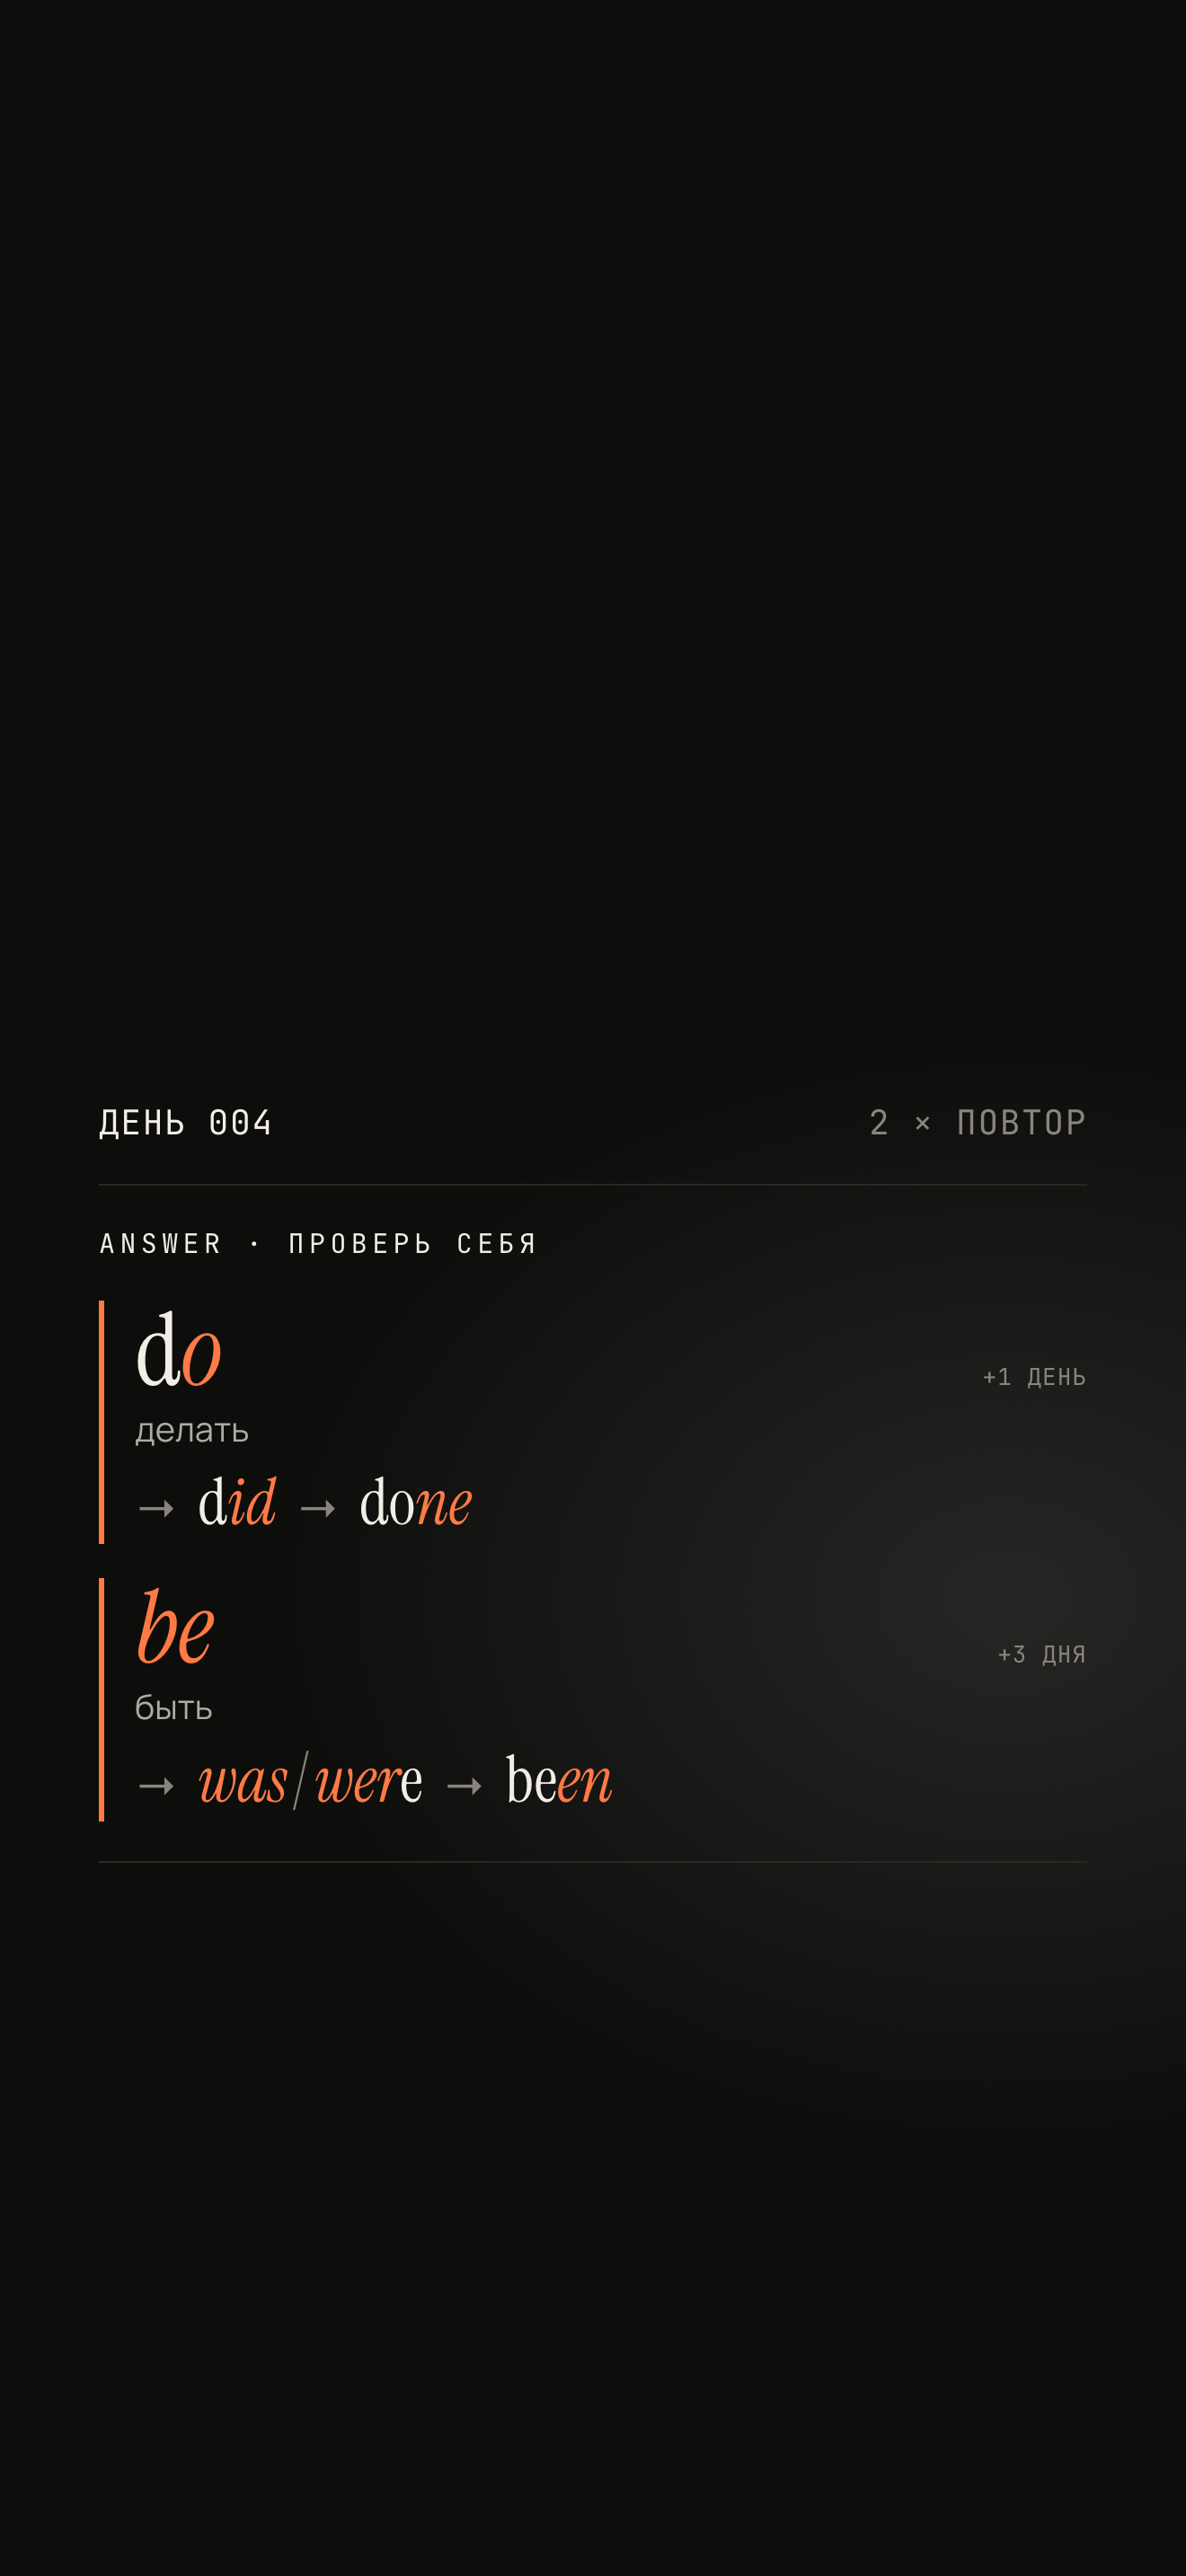 ДЕНЬ 004
2 × ПОВТОР
ANSWER · ПРОВЕРЬ СЕБЯ
do
+1 ДЕНЬ
делать
→ did → done
be
+3 ДНЯ
быть
→ was/were → been